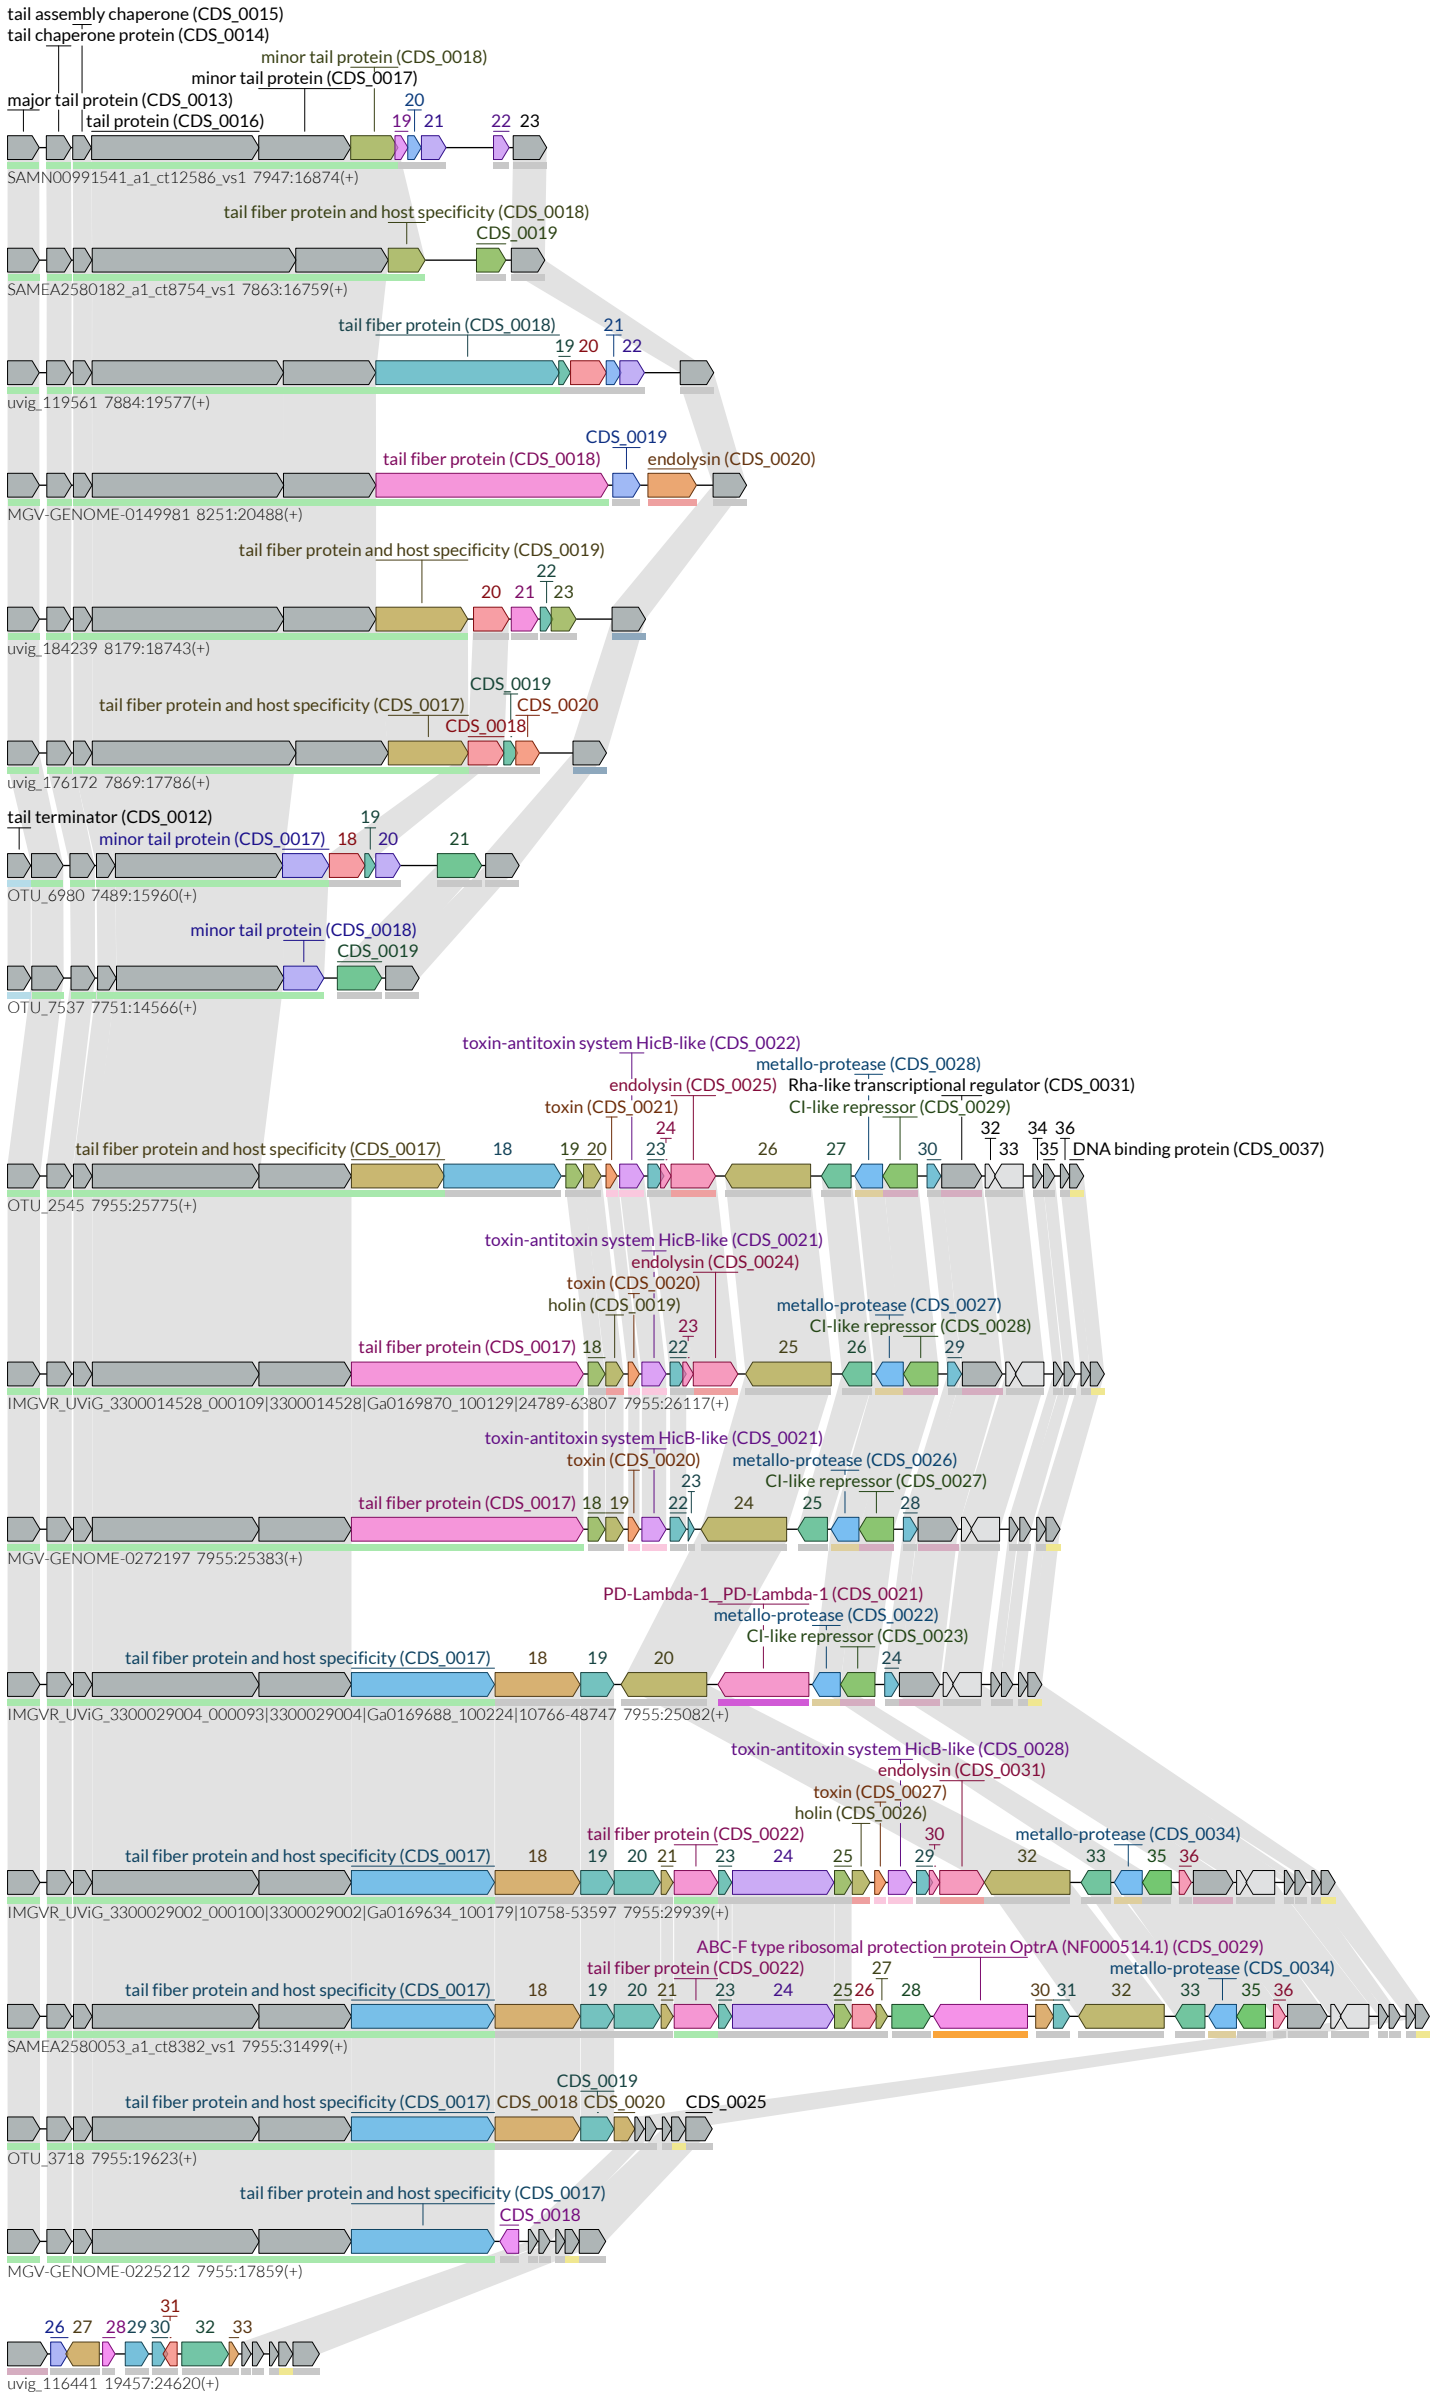 tail assembly chaperone (CDS_0015)
tail chaperone protein (CDS_0014)
minor tail protein (CDS_0018)
minor tail protein (CDS_0017)
major tail protein (CDS_0013) 20
tail protein (CDS_0016) 19 21 22 23
SAMN00991541_a1_ct12586_vs1 7947:16874(+)
tail fiber protein and host specificity (CDS_0018)
CDS_0019
SAMEA2580182_a1_ct8754_vs1 7863:16759(+)
tail fiber protein (CDS_0018) 21
19 20 22
uvig_119561 7884:19577(+)
CDS_0019
tail fiber protein (CDS_0018) endolysin (CDS_0020)
MGV-GENOME-0149981 8251:20488(+)
tail fiber protein and host specificity (CDS_0019)
22
20 21 23
uvig_184239 8179:18743(+)
CDS_0019
tail fiber protein and host specificity (CDS_0017) CDS_0020
CDS_0018
uvig_176172 7869:17786(+)
tail terminator (CDS_0012) 19
minor tail protein (CDS_0017) 18 20 21
OTU_6980 7489:15960(+)
minor tail protein (CDS_0018)
CDS_0019
OTU_7537 7751:14566(+)
toxin-antitoxin system HicB-like (CDS_0022)
metallo-protease (CDS_0028)
endolysin (CDS_0025) Rha-like transcriptional regulator (CDS_0031)
toxin (CDS_0021) CI-like repressor (CDS_0029)
24 32 34 36
tail fiber protein and host specificity (CDS_0017) 18 19 20 23 26 27 30 33 35 DNA binding protein (CDS_0037)
OTU_2545 7955:25775(+)
toxin-antitoxin system HicB-like (CDS_0021)
endolysin (CDS_0024)
toxin (CDS_0020)
holin (CDS_0019) metallo-protease (CDS_0027)
23 CI-like repressor (CDS_0028)
tail fiber protein (CDS_0017) 18 22 25 26 29
IMGVR_UViG_3300014528_000109|3300014528|Ga0169870_100129|24789-63807 7955:26117(+)
toxin-antitoxin system HicB-like (CDS_0021)
toxin (CDS_0020) metallo-protease (CDS_0026)
23 CI-like repressor (CDS_0027)
tail fiber protein (CDS_0017) 18 19 22 24 25 28
MGV-GENOME-0272197 7955:25383(+)
PD-Lambda-1__PD-Lambda-1 (CDS_0021)
metallo-protease (CDS_0022)
CI-like repressor (CDS_0023)
tail fiber protein and host specificity (CDS_0017) 18 19 20 24
IMGVR_UViG_3300029004_000093|3300029004|Ga0169688_100224|10766-48747 7955:25082(+)
toxin-antitoxin system HicB-like (CDS_0028)
endolysin (CDS_0031)
toxin (CDS_0027)
holin (CDS_0026)
tail fiber protein (CDS_0022) 30 metallo-protease (CDS_0034)
tail fiber protein and host specificity (CDS_0017) 18 19 20 21 23 24 25 29 32 33 35 36
IMGVR_UViG_3300029002_000100|3300029002|Ga0169634_100179|10758-53597 7955:29939(+)
ABC-F type ribosomal protection protein OptrA (NF000514.1) (CDS_0029)
tail fiber protein (CDS_0022) 27 metallo-protease (CDS_0034)
tail fiber protein and host specificity (CDS_0017) 18 19 20 21 23 24 25 26 28 30 31 32 33 35 36
SAMEA2580053_a1_ct8382_vs1 7955:31499(+)
CDS_0019
tail fiber protein and host specificity (CDS_0017) CDS_0018 CDS_0020 CDS_0025
OTU_3718 7955:19623(+)
tail fiber protein and host specificity (CDS_0017)
CDS_0018
MGV-GENOME-0225212 7955:17859(+)
31
26 27 28 29 30 32 33
uvig_116441 19457:24620(+)